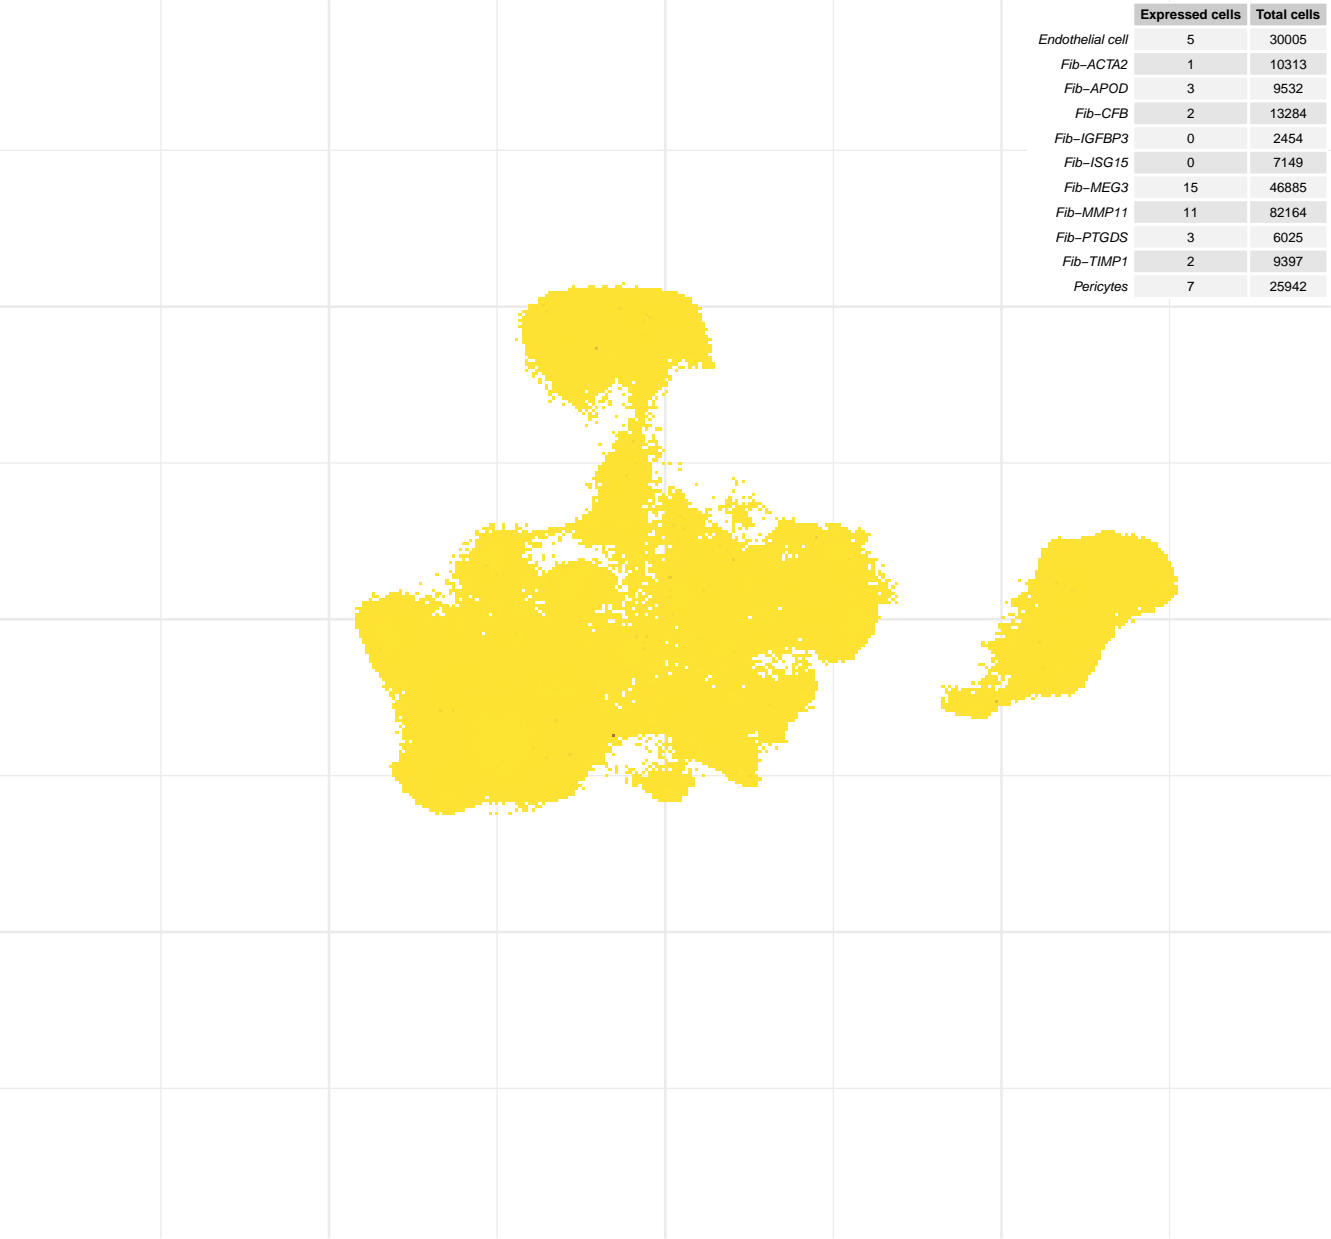 Expressed cells Total cells
Endothelial cell 5 30005
Fib−ACTA2 1 10313
Fib−APOD 3 9532
Fib−CFB 2 13284
Fib−IGFBP3 0 2454
Fib−ISG15 0 7149
Fib−MEG3 15 46885
Fib−MMP11 11 82164
Fib−PTGDS 3 6025
Fib−TIMP1 2 9397
Pericytes 7 25942